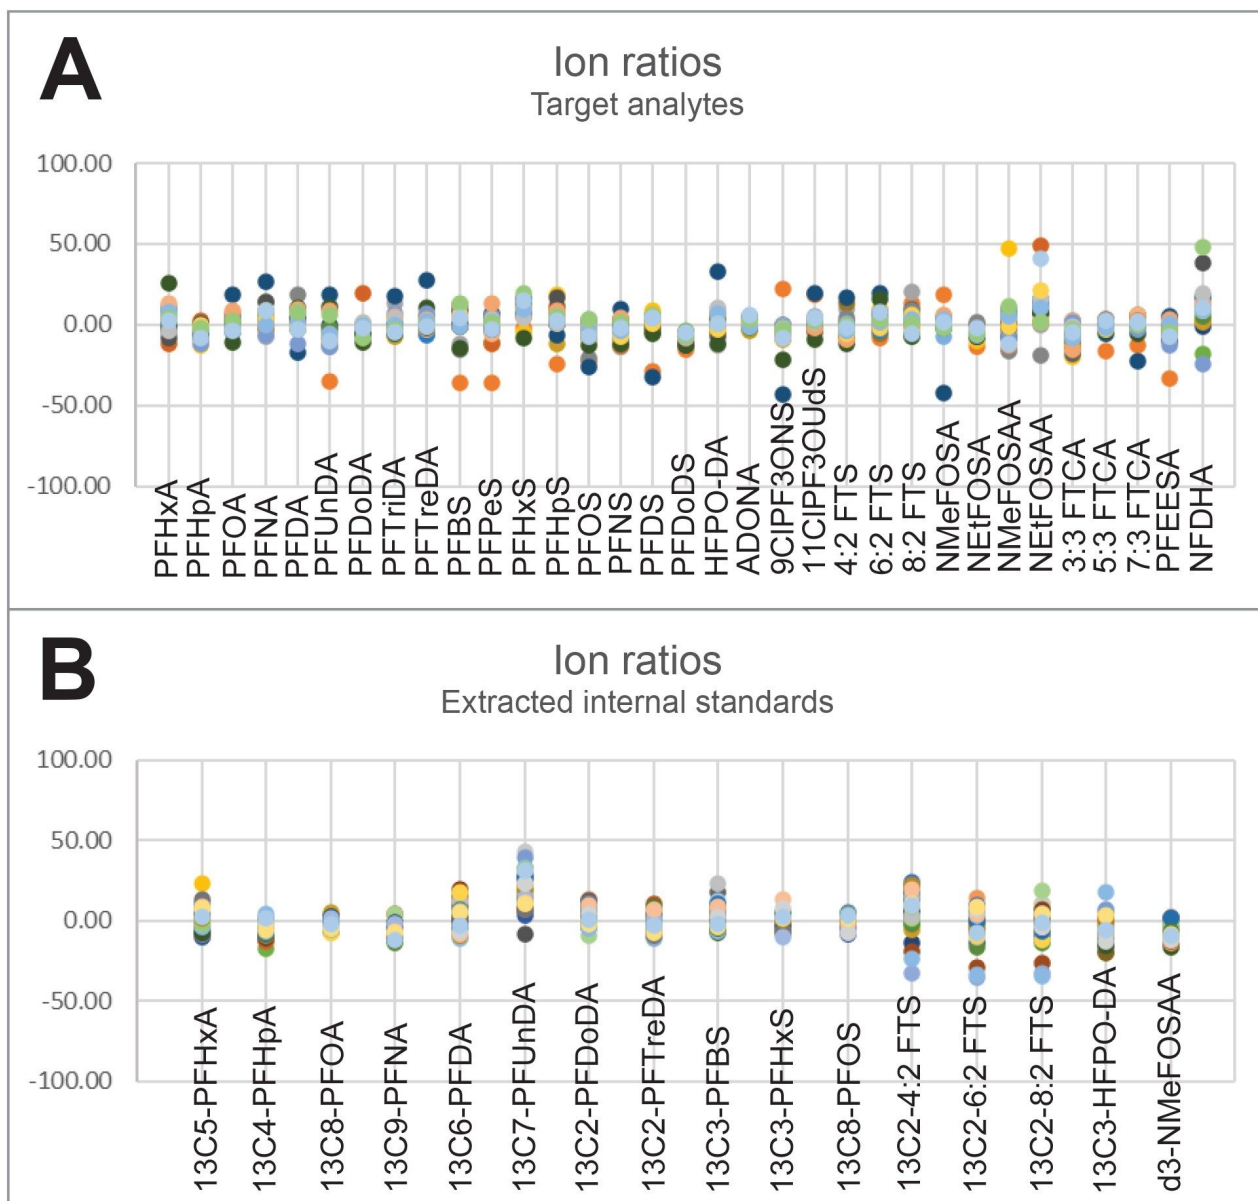 A
Ion ratios
Target analytes
100.00
50.00
0.00
-50.00
-100.00
PFHxA
PFHpA
PFOA
PFNA
PFDA
PFUnDA
PFDoDA
PFTriDA
PFTreDA
PFBS
PFPeS
PFHxS
PFHpS
PFOS
PFNS
PFDS
PFDoDS
HFPO-DA
ADONA
9ClPF3ONS
11ClPF3OUdS
4:2 FTS
6:2 FTS
8:2 FTS
NMeFOSA
NEtFOSA
NMeFOSAA
NEtFOSAA
3:3 FTCA
5:3 FTCA
7:3 FTCA
PFEESA
NFDHA
B
Ion ratios
Extracted internal standards
100.00
50.00
0.00
-50.00
-100.00
13C5-PFHxA
13C4-PFHpA
13C8-PFOA
13C9-PFNA
13C6-PFDA
13C7-PFUnDA
13C2-PFDoDA
13C2-PFTreDA
13C3-PFBS
13C3-PFHxS
13C8-PFOS
13C2-4:2 FTS
13C2-6:2 FTS
13C2-8:2 FTS
13C3-HFPO-DA
d3-NMeFOSAA